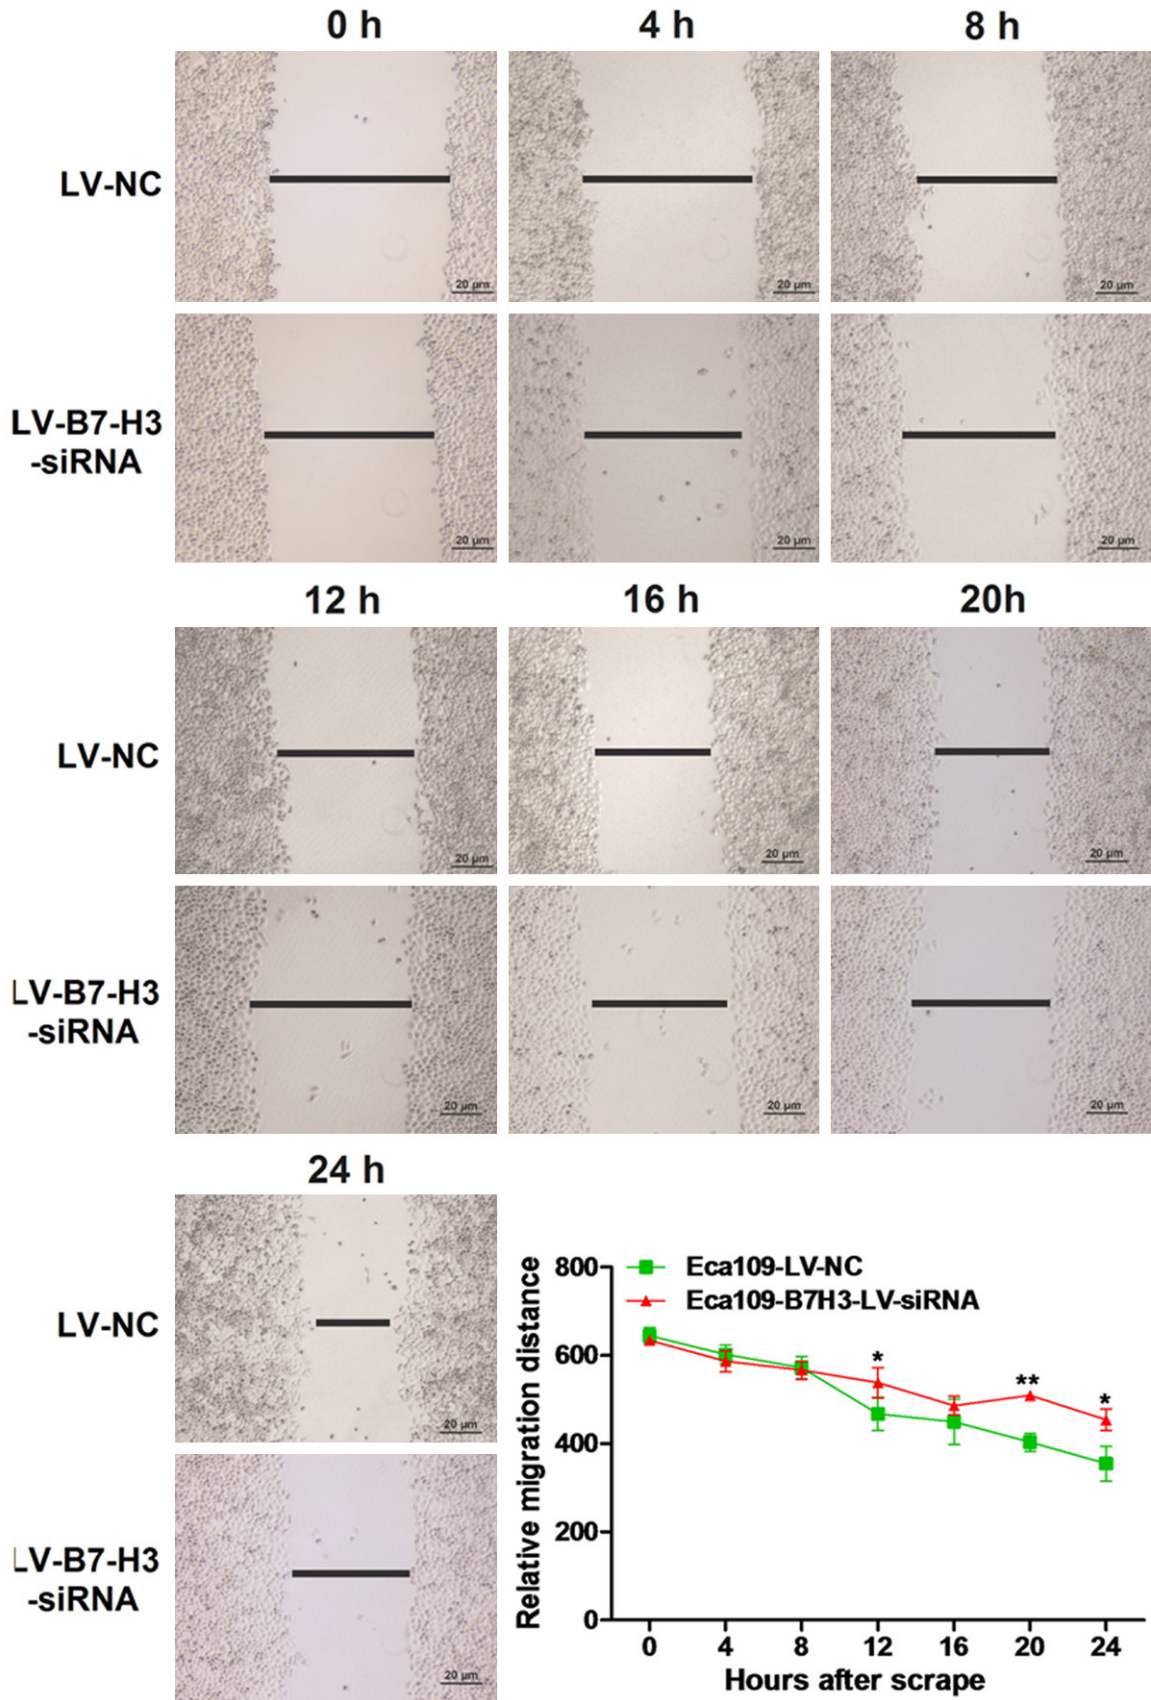 0 h 4 h 8 h
LV-NC
20 µm 20 µm 20 µm
LV-B7-H3
-siRNA
20 µm 20 µm 20 µm
12 h 16 h 20h
LV-NC
20 µm 20 µm 20 µm
LV-B7-H3
-siRNA
20 µm 20 µm 20 µm
24 h
LV-NC
20 µm
LV-B7-H3
-siRNA
20 µm
Relative migration distance
800
600
400
200
0
Eca109-LV-NC
Eca109-B7H3-LV-siRNA
* ** *
0 4 8 12 16 20 24
Hours after scrape